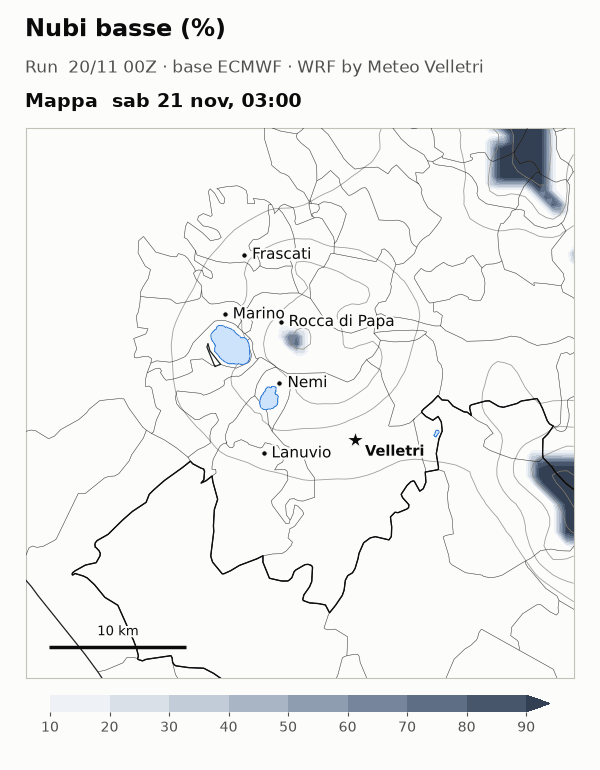 Nubi basse (%)
Run  20/11 00Z · base ECMWF · WRF by Meteo Velletri
Mappa  sab 21 nov, 03:00
Frascati
Marino
Rocca di Papa
Nemi
Velletri
Lanuvio
10 km
10 20 30 40 50 60 70 80 90